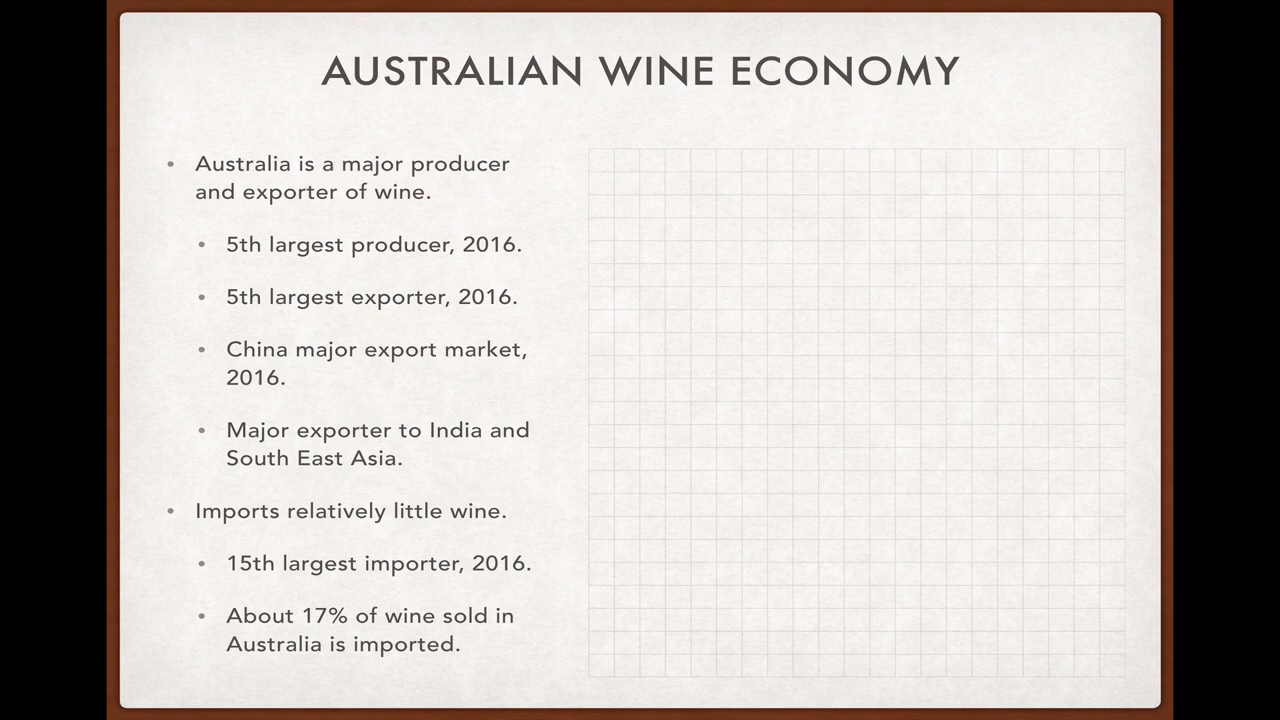 AUSTRALIAN WINE ECONOMY
• Australia is a major producer
and exporter of wine.
• 5th largest producer, 2016.
• 5th largest exporter, 2016.
• China major export market,
2016.
• Major exporter to India and
South East Asia.
• Imports relatively little wine.
• 15th largest importer, 2016.
• About 17% of wine sold in
Australia is imported.